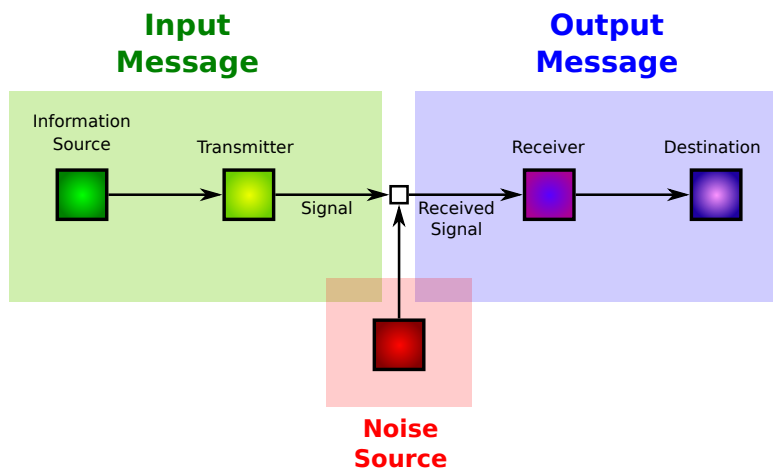 Input
Message
Output
Message
Information
Source
Transmitter
Receiver
Destination
Signal
Received
Signal
Noise
Source